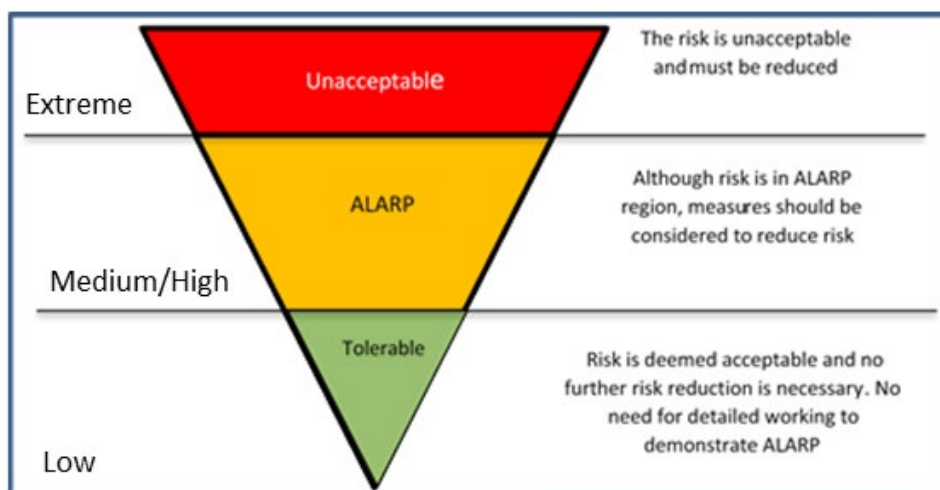 The risk is unacceptable
and must be reduced
Unacceptable
Extreme
Although risk is in ALARP
region, measures should be
considered to reduce risk
ALARP
Medium/High
Tolerable
Risk is deemed acceptable and no
further risk reduction is necessary. No
need for detailed working to
demonstrate ALARP
Low